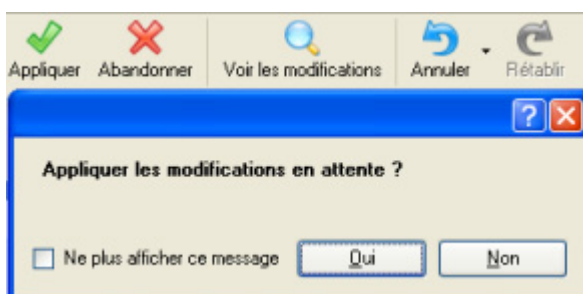 Appliquer Abandonner Voir les modifications Annuler Rétablir
?
Appliquer les modifications en attente ?
Ne plus afficher ce message Oui Non